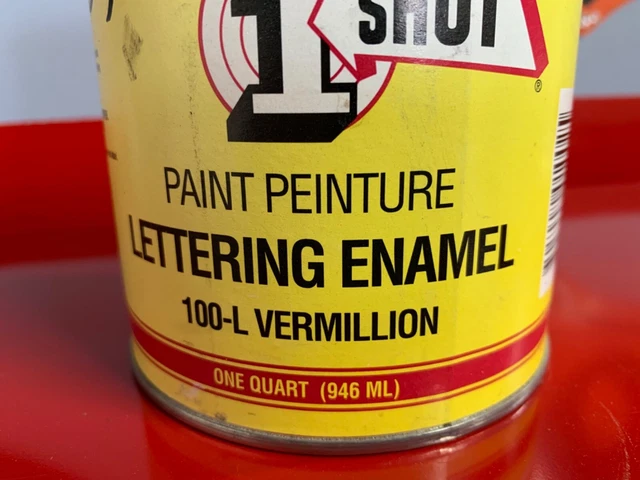 1
SHOT
®
PAINT PEINTURE
LETTERING ENAMEL
100-L VERMILLION
ONE QUART (946 ML)